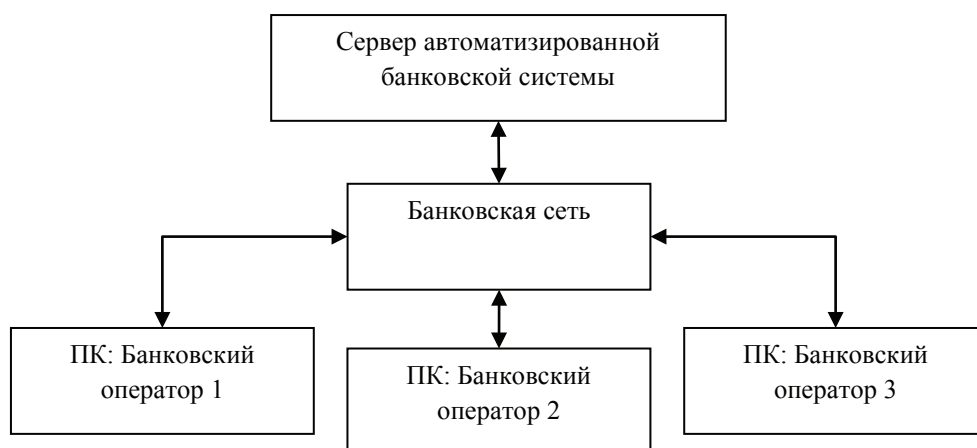 Сервер автоматизированной
банковской системы
Банковская сеть
ПК: Банковский
оператор 1
ПК: Банковский
оператор 2
ПК: Банковский
оператор 3